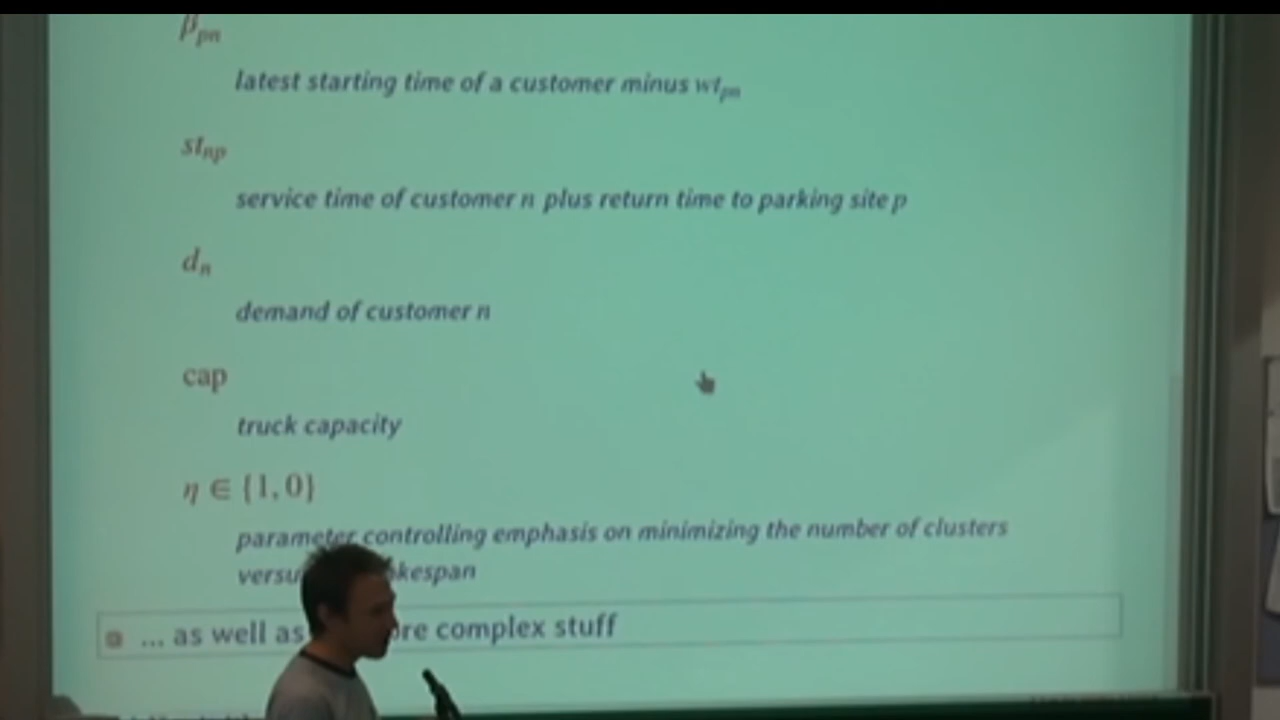 β_pn
latest starting time of a customer minus wt_pn
st_np
service time of customer n plus return time to parking site p
d_n
demand of customer n
cap
truck capacity
η ∈ {1, 0}
parameter controlling emphasis on minimizing the number of clusters
versu kespan
... as well as re complex stuff